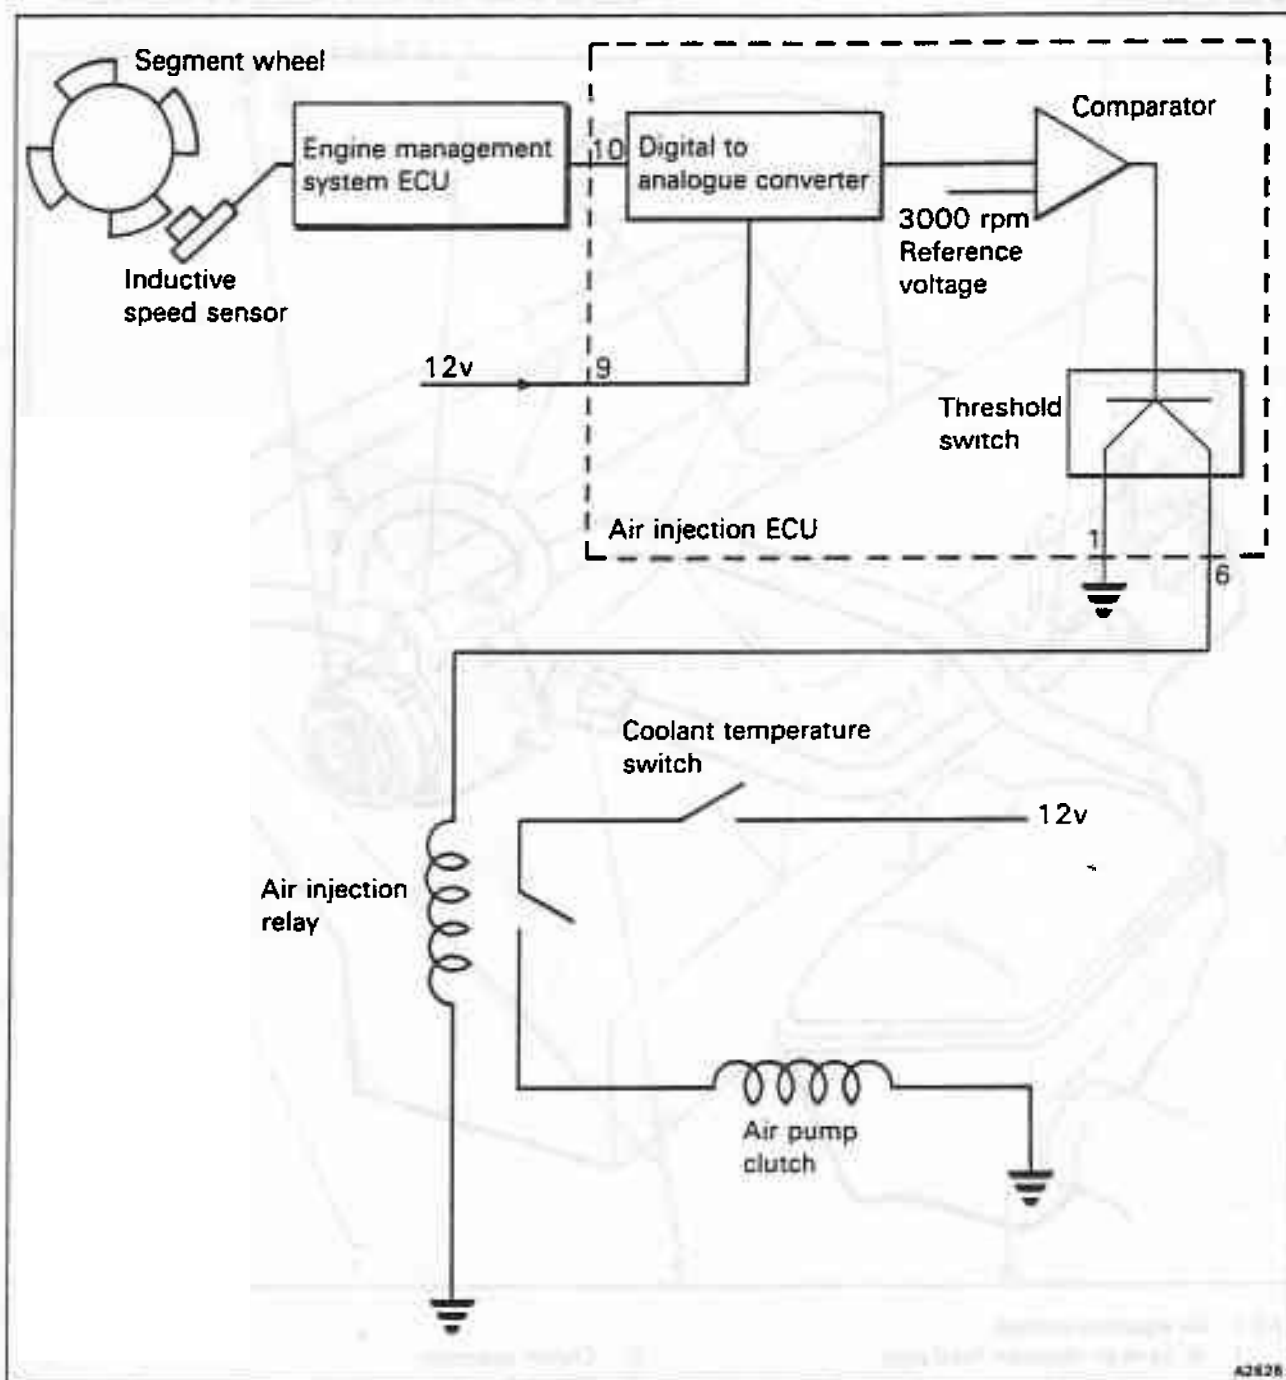 Segment wheel
Engine management
system ECU
10
Digital to
analogue converter
Comparator
3000 rpm
Reference
voltage
Inductive
speed sensor
12v
9
Threshold
switch
Air injection ECU
1
6
Coolant temperature
switch
12v
Air injection
relay
Air pump
clutch
A2626